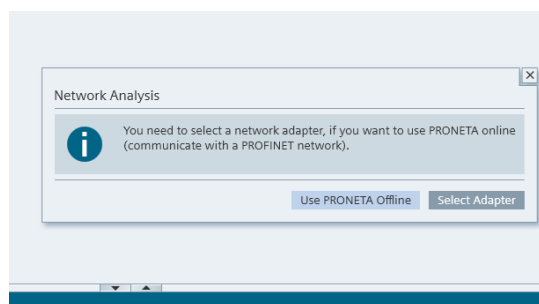 Network Analysis
You need to select a network adapter, if you want to use PRONETA online
(communicate with a PROFINET network).
Use PRONETA Offline
Select Adapter